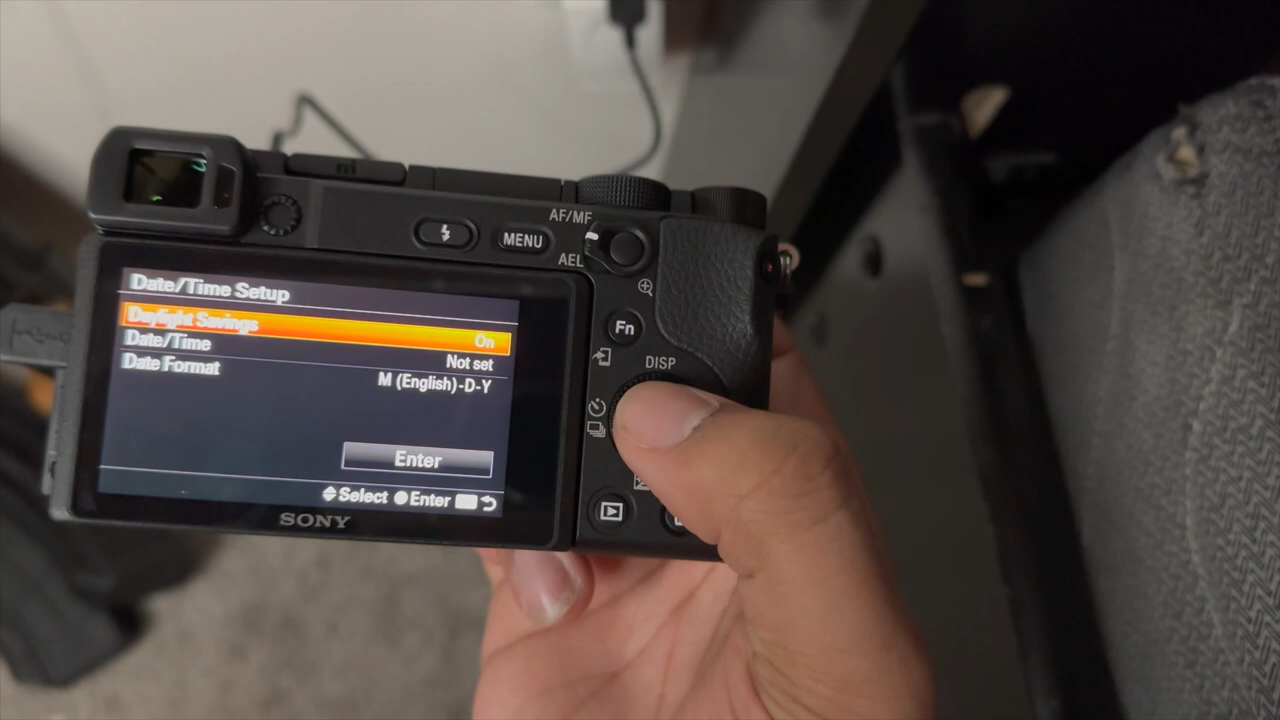 AF/MF
MENU
AEL
Fn
DISP
Date/Time Setup
Daylight Savings On
Date/Time Not set
Date Format M (English)-D-Y
Enter
Select Enter
SONY